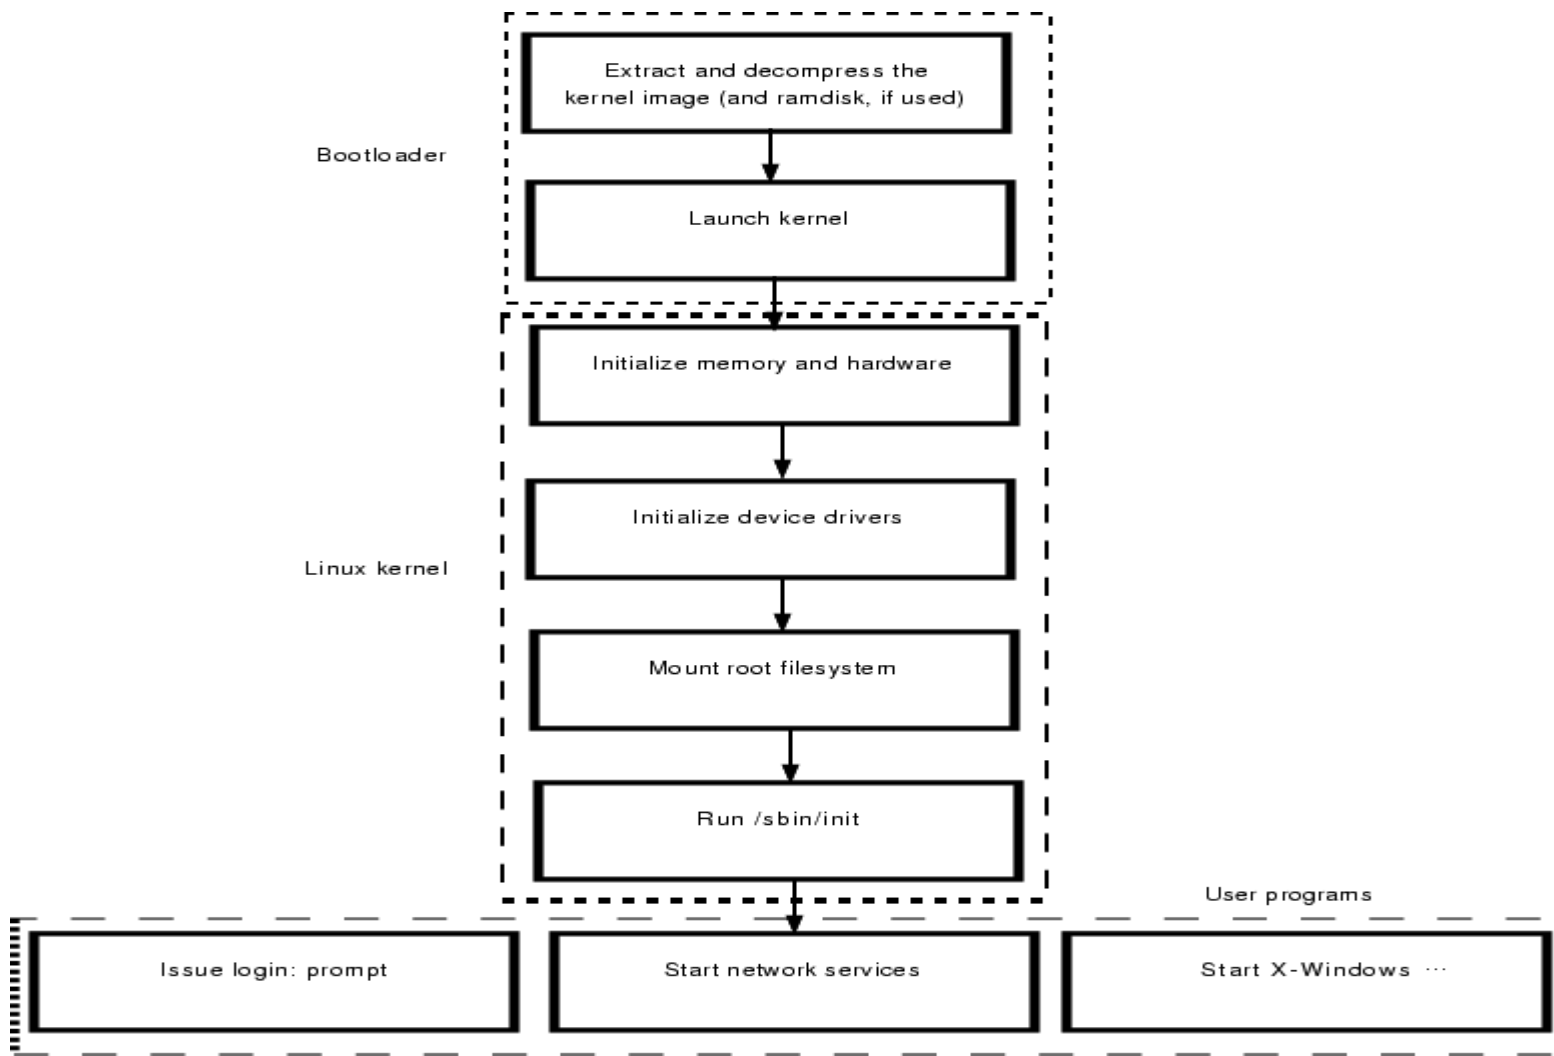 Extract and decompress the
kernel image (and ramdisk, if used)
Bootloader
Launch kernel
Initialize memory and hardware
Initialize device drivers
Linux kernel
Mount root filesystem
Run /sbin/init
User programs
Issue login: prompt
Start network services
Start X-Windows ...